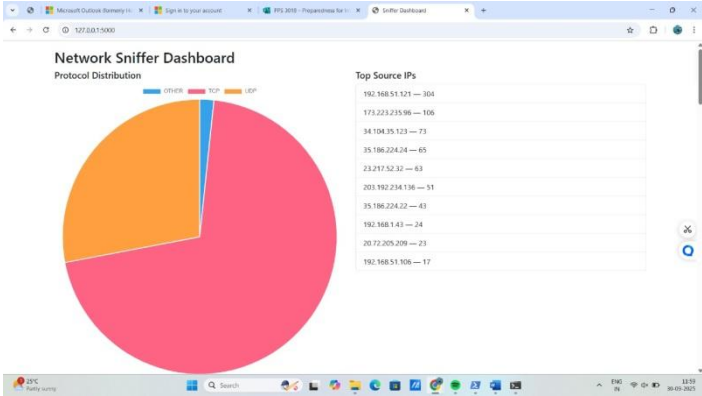 Microsoft Outlook (formerly H
Sign in to your account
FPS 3010 - Preparedness for In
Sniffer Dashboard
127.0.0.1:5000
Network Sniffer Dashboard
Protocol Distribution
OTHER TCP UDP
Top Source IPs
192.168.51.121 — 304
173.223.235.96 — 106
34.104.35.123 — 73
35.186.224.24 — 65
23.217.52.32 — 63
203.192.234.136 — 51
35.186.224.22 — 43
192.168.1.43 — 24
20.72.205.209 — 23
192.168.51.106 — 17
25°C
Partly sunny
Search
ENG
IN
11:59
30-09-2025